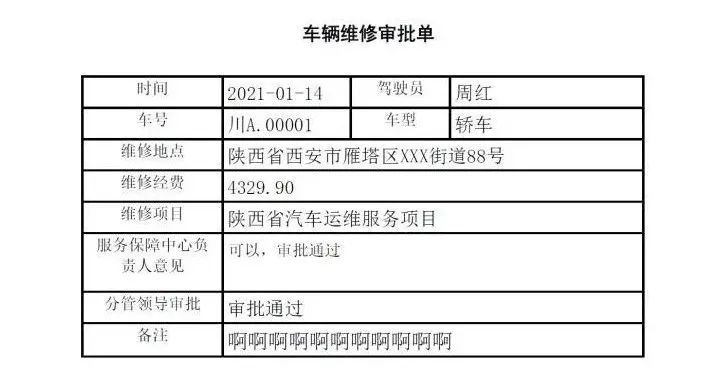 车辆维修审批单
时间 2021-01-14 驾驶员 周红
车号 川A.00001 车型 轿车
维修地点 陕西省西安市雁塔区XXX街道88号
维修经费 4329.90
维修项目 陕西省汽车运维服务项目
服务保障中心负
责人意见
可以，审批通过
分管领导审批 审批通过
备注 啊啊啊啊啊啊啊啊啊啊啊